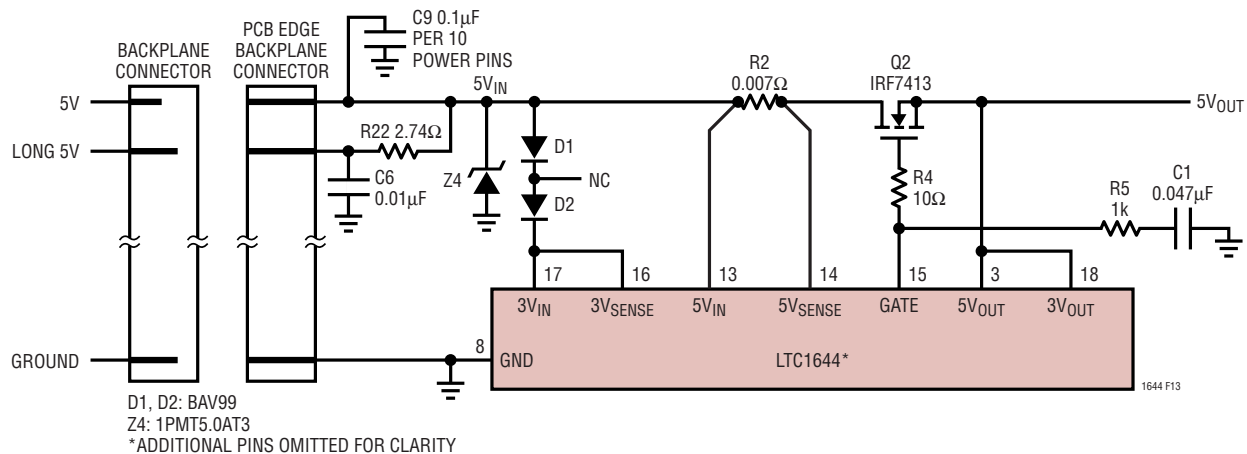 C9 0.1µF
PER 10
POWER PINS
BACKPLANE
CONNECTOR
PCB EDGE
BACKPLANE
CONNECTOR
5V
LONG 5V
GROUND
R22 2.74Ω
C6
0.01µF
5VIN
Z4
D1
NC
D2
R2
0.007Ω
Q2
IRF7413
5VOUT
R4
10Ω
R5
1k
C1
0.047µF
17
16
13
14
15
3
18
3VIN
3VSENSE
5VIN
5VSENSE
GATE
5VOUT
3VOUT
8
GND
LTC1644*
1644 F13
D1, D2: BAV99
Z4: 1PMT5.0AT3
*ADDITIONAL PINS OMITTED FOR CLARITY